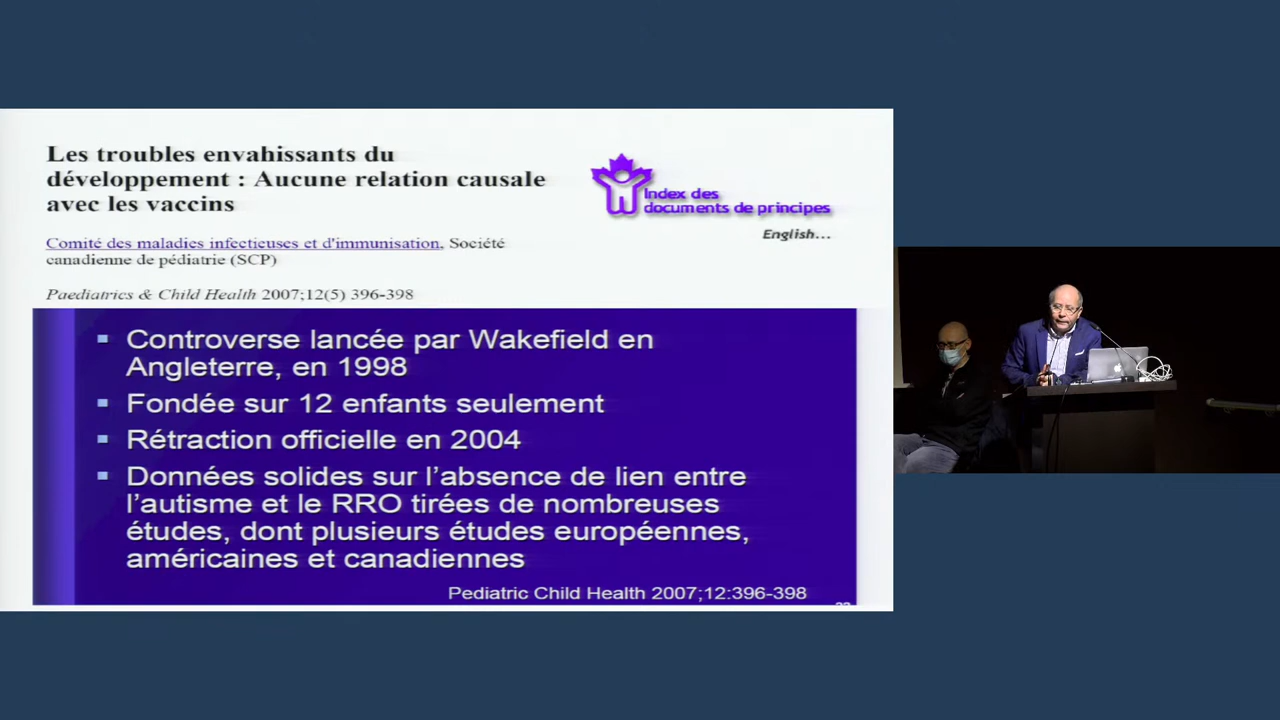 Les troubles envahissants du
développement : Aucune relation causale
avec les vaccins
Index des
documents de principes
English...
Comité des maladies infectieuses et d'immunisation, Société
canadienne de pédiatrie (SCP)
Paediatrics & Child Health 2007;12(5) 396-398
▪ Controverse lancée par Wakefield en
Angleterre, en 1998
▪ Fondée sur 12 enfants seulement
▪ Rétraction officielle en 2004
▪ Données solides sur l'absence de lien entre
l'autisme et le RRO tirées de nombreuses
études, dont plusieurs études européennes,
américaines et canadiennes
Pediatric Child Health 2007;12:396-398